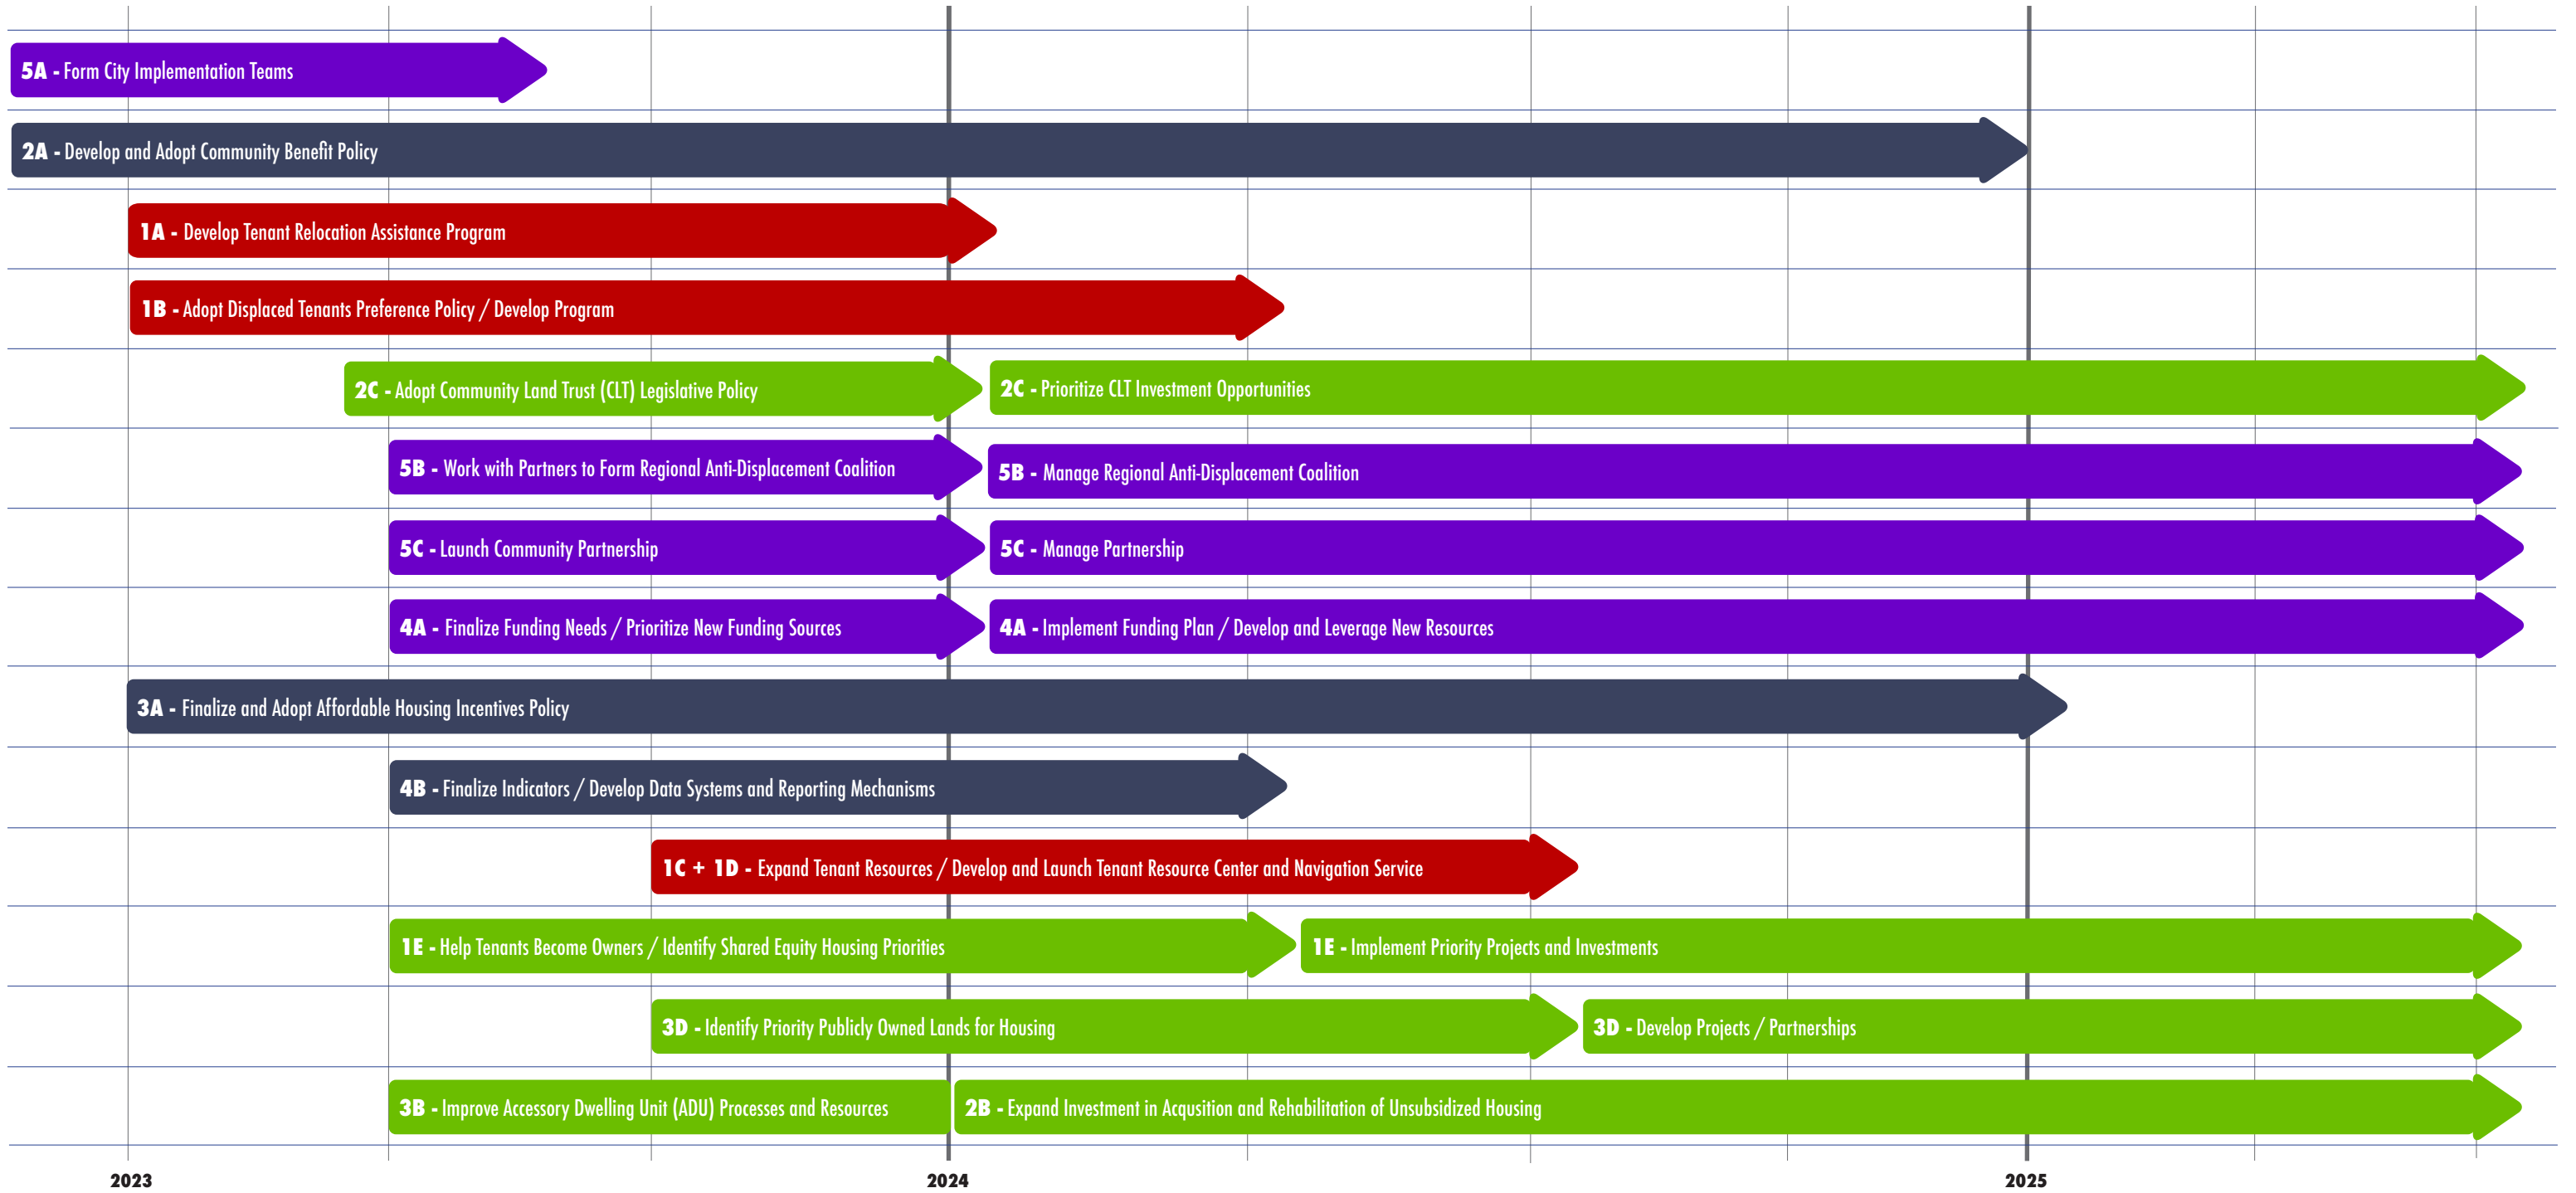 5A - Form City Implementation Teams
2A - Develop and Adopt Community Benefit Policy
1A - Develop Tenant Relocation Assistance Program
1B - Adopt Displaced Tenants Preference Policy / Develop Program
2C - Adopt Community Land Trust (CLT) Legislative Policy
2C - Prioritize CLT Investment Opportunities
5B - Work with Partners to Form Regional Anti-Displacement Coalition
5B - Manage Regional Anti-Displacement Coalition
5C - Launch Community Partnership
5C - Manage Partnership
4A - Finalize Funding Needs / Prioritize New Funding Sources
4A - Implement Funding Plan / Develop and Leverage New Resources
3A - Finalize and Adopt Affordable Housing Incentives Policy
4B - Finalize Indicators / Develop Data Systems and Reporting Mechanisms
1C + 1D - Expand Tenant Resources / Develop and Launch Tenant Resource Center and Navigation Service
1E - Help Tenants Become Owners / Identify Shared Equity Housing Priorities
1E - Implement Priority Projects and Investments
3D - Identify Priority Publicly Owned Lands for Housing
3D - Develop Projects / Partnerships
3B - Improve Accessory Dwelling Unit (ADU) Processes and Resources
2B - Expand Investment in Acqusition and Rehabilitation of Unsubsidized Housing
2023
2024
2025